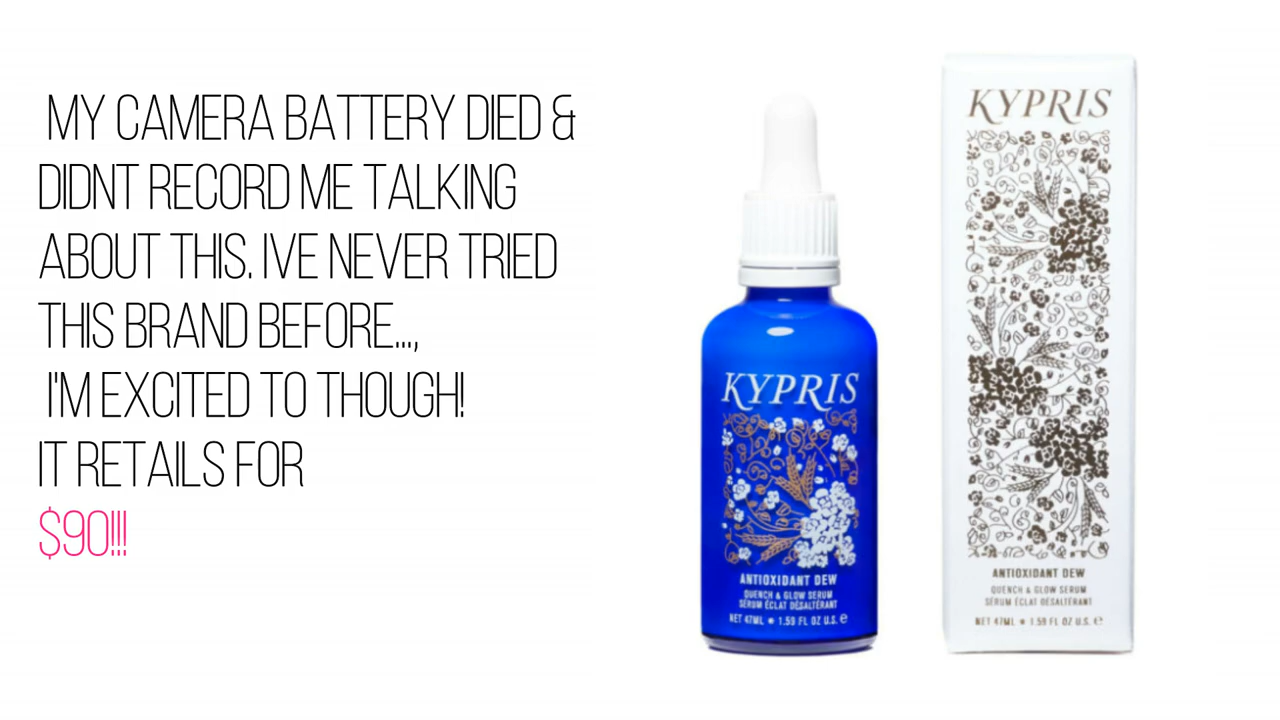 MY CAMERA BATTERY DIED &
DIDNT RECORD ME TALKING
ABOUT THIS. IVE NEVER TRIED
THIS BRAND BEFORE...,
I'M EXCITED TO THOUGH!
IT RETAILS FOR
$90!!!
KYPRIS
ANTIOXIDANT DEW
QUENCH & GLOW SERUM
SÉRUM ÉCLAT DÉSALTÉRANT
NET 47ML • 1.59 FL OZ U.S. ℮
KYPRIS
ANTIOXIDANT DEW
QUENCH & GLOW SERUM
SÉRUM ÉCLAT DÉSALTÉRANT
NET 47ML • 1.59 FL OZ U.S. ℮